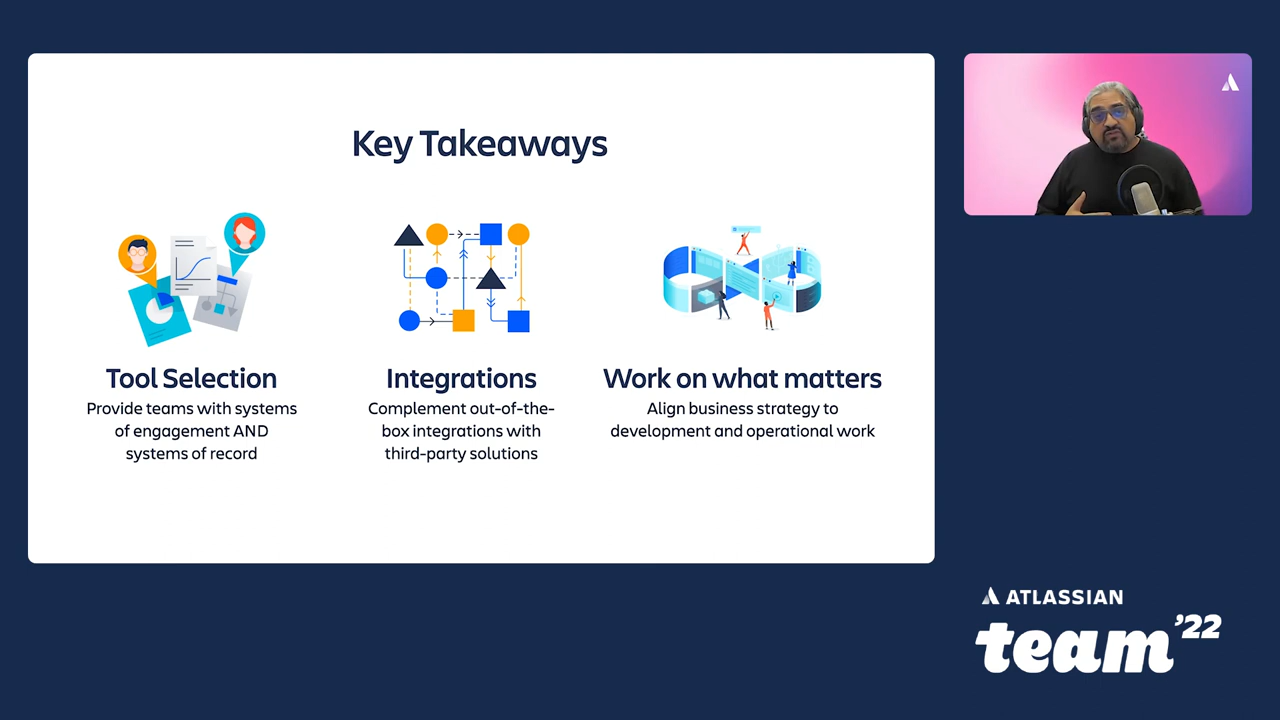 Key Takeaways
Tool Selection
Provide teams with systems
of engagement AND
systems of record
Integrations
Complement out-of-the-
box integrations with
third-party solutions
Work on what matters
Align business strategy to
development and operational work
ATLASSIAN
team '22